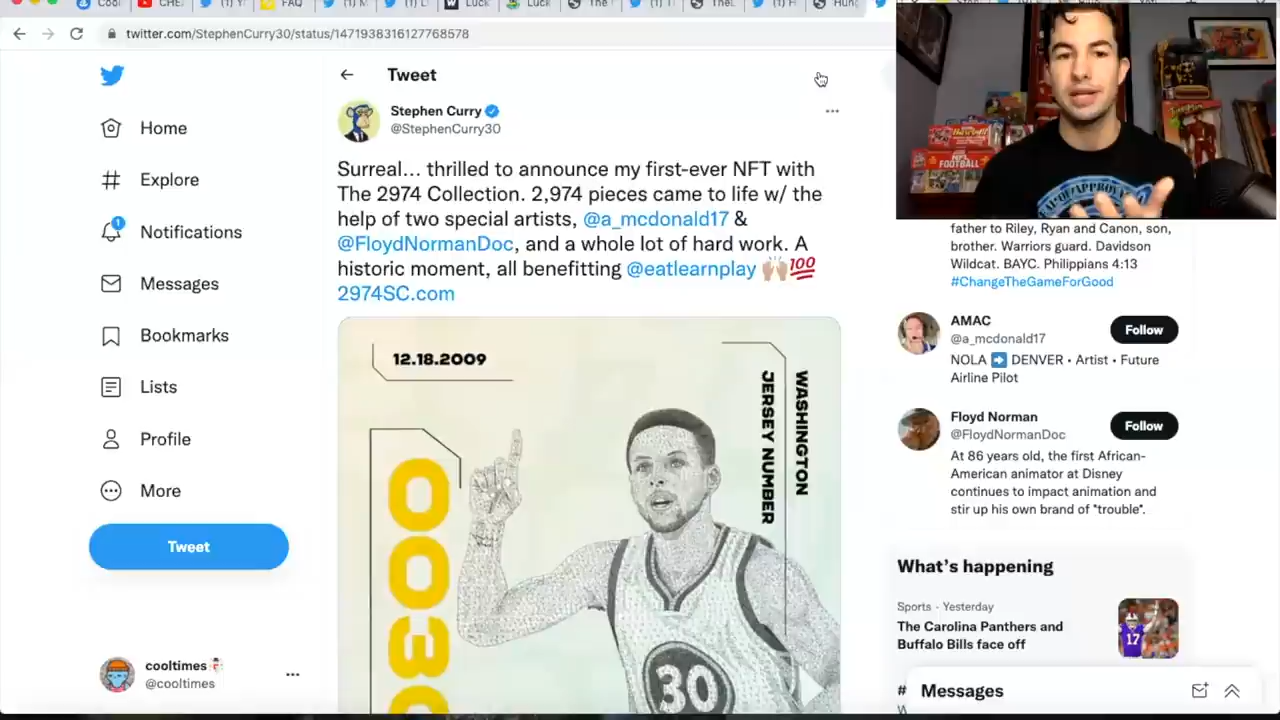 twitter.com/StephenCurry30/status/1471938316127768578
Home
Explore
1
Notifications
Messages
Bookmarks
Lists
Profile
More
Tweet
cooltimes
@cooltimes
Tweet
Stephen Curry
@StephenCurry30
Surreal... thrilled to announce my first-ever NFT with
The 2974 Collection. 2,974 pieces came to life w/ the
help of two special artists, @a_mcdonald17 &
@FloydNormanDoc, and a whole lot of hard work. A
historic moment, all benefitting @eatlearnplay 🙌🏼💯
2974SC.com
12.18.2009
WASHINGTON
JERSEY NUMBER
30
FOOTBALL
father to Riley, Ryan and Canon, son,
brother. Warriors guard. Davidson
Wildcat. BAYC. Philippians 4:13
#ChangeTheGameForGood
AMAC
@a_mcdonald17
Follow
NOLA ➡️ DENVER • Artist • Future
Airline Pilot
Floyd Norman
@FloydNormanDoc
Follow
At 86 years old, the first African-
American animator at Disney
continues to impact animation and
stir up his own brand of "trouble".
What's happening
Sports · Yesterday
The Carolina Panthers and
Buffalo Bills face off
17
#
Messages